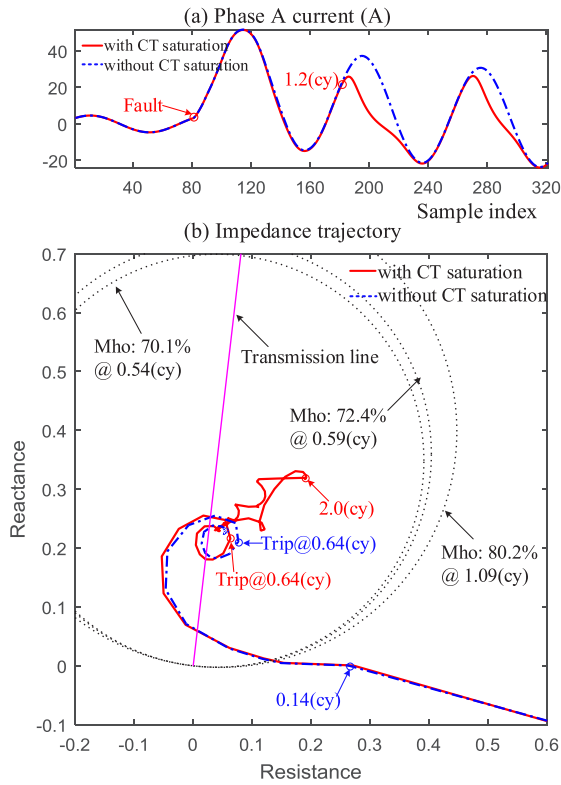 (a) Phase A current (A)
with CT saturation
without CT saturation
Fault
1.2(cy)
40
20
0
-20
40 80 120 160 200 240 280 320
Sample index
(b) Impedance trajectory
with CT saturation
without CT saturation
Mho: 70.1%
@ 0.54(cy)
Transmission line
Mho: 72.4%
@ 0.59(cy)
2.0(cy)
Trip@0.64(cy)
Trip@0.64(cy)
Mho: 80.2%
@ 1.09(cy)
0.14(cy)
0.7
0.6
0.5
0.4
0.3
0.2
0.1
0
-0.1
Reactance
-0.2 -0.1 0 0.1 0.2 0.3 0.4 0.5 0.6
Resistance